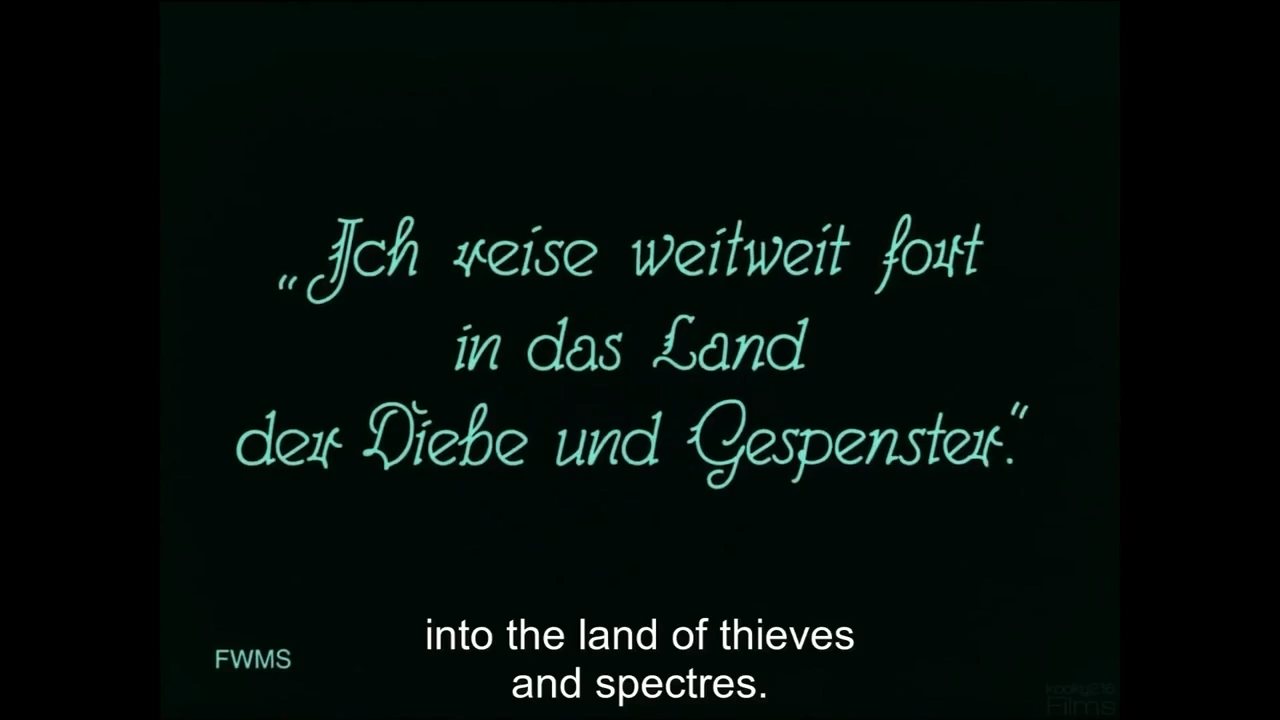 „Ich reise weitweit fort
in das Land
der Diebe und Gespenster."
into the land of thieves
and spectres.
FWMS
Films